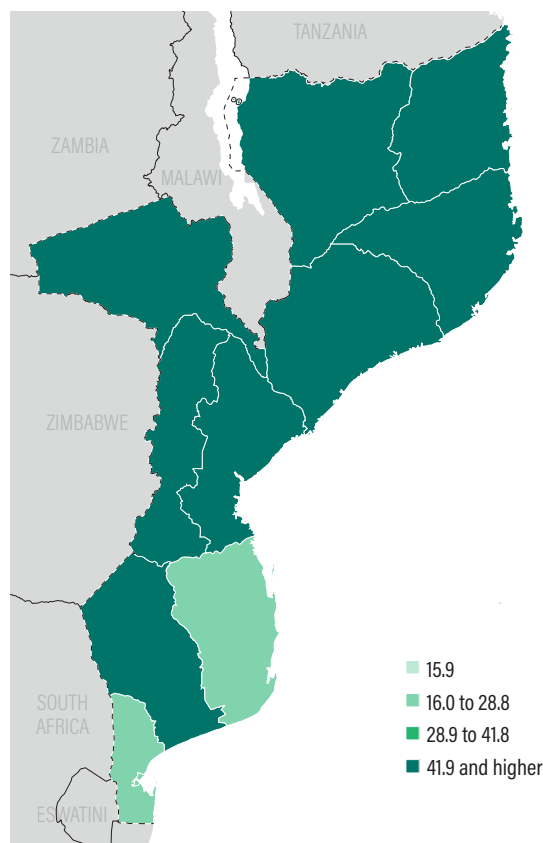 TANZANIA
ZAMBIA
MALAWI
ZIMBABWE
SOUTH
AFRICA
ESWATINI
15.9
16.0 to 28.8
28.9 to 41.8
41.9 and higher